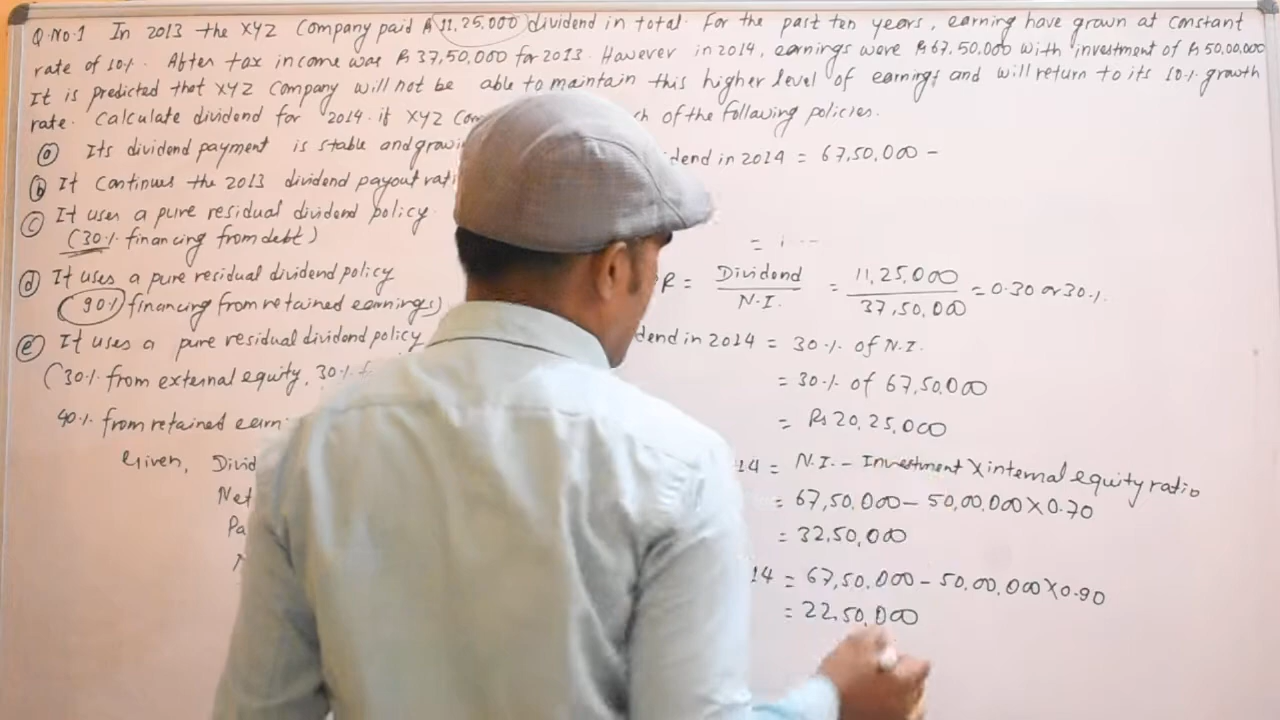 Q.No.1 In 2013 the XYZ Company paid Rs 11,25,000 dividend in total. For the past ten years, earning have grown at constant
rate of 10%. After tax income was Rs 37,50,000 for 2013. However in 2014, earnings were Rs 67,50,000 with investment of Rs 50,00,000
It is predicted that XYZ Company will not be able to maintain this higher level of earnings and will return to its 10% growth
rate. Calculate dividend for 2014 if XYZ Com ch of the following policies.
(a) Its dividend payment is stable and growi
(b) It continues the 2013 dividend payout rati
(c) It uses a pure residual dividend policy.
(30% financing from debt)
(d) It uses a pure residual dividend policy
(90% financing from retained earnings)
(e) It uses a pure residual dividend policy
(30% from external equity, 30%
40% from retained earn
Given, Divid
Net
Pa
dend in 2014 = 67,50,000 -
= 1
R = Dividend / N.I. = 11,25,000 / 37,50,000 = 0.30 or 30%.
dend in 2014 = 30% of N.I.
= 30% of 67,50,000
= Rs 20,25,000
14 = N.I. - Investment X internal equity ratio
= 67,50,000 - 50,00,000 X 0.70
= 32,50,000
14 = 67,50,000 - 50,00,000 X 0.90
= 22,50,000